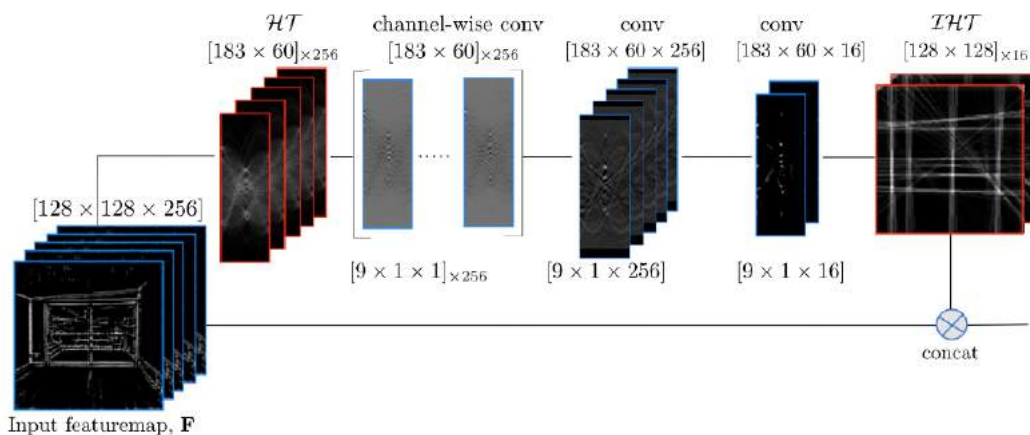 HT
channel-wise conv
conv
conv
IHT
[183 × 60]×256
[183 × 60]×256
[183 × 60 × 256]
[183 × 60 × 16]
[128 × 128]×16
.....
[128 × 128 × 256]
[9 × 1 × 1]×256
[9 × 1 × 256]
[9 × 1 × 16]
concat
Input featuremap, F